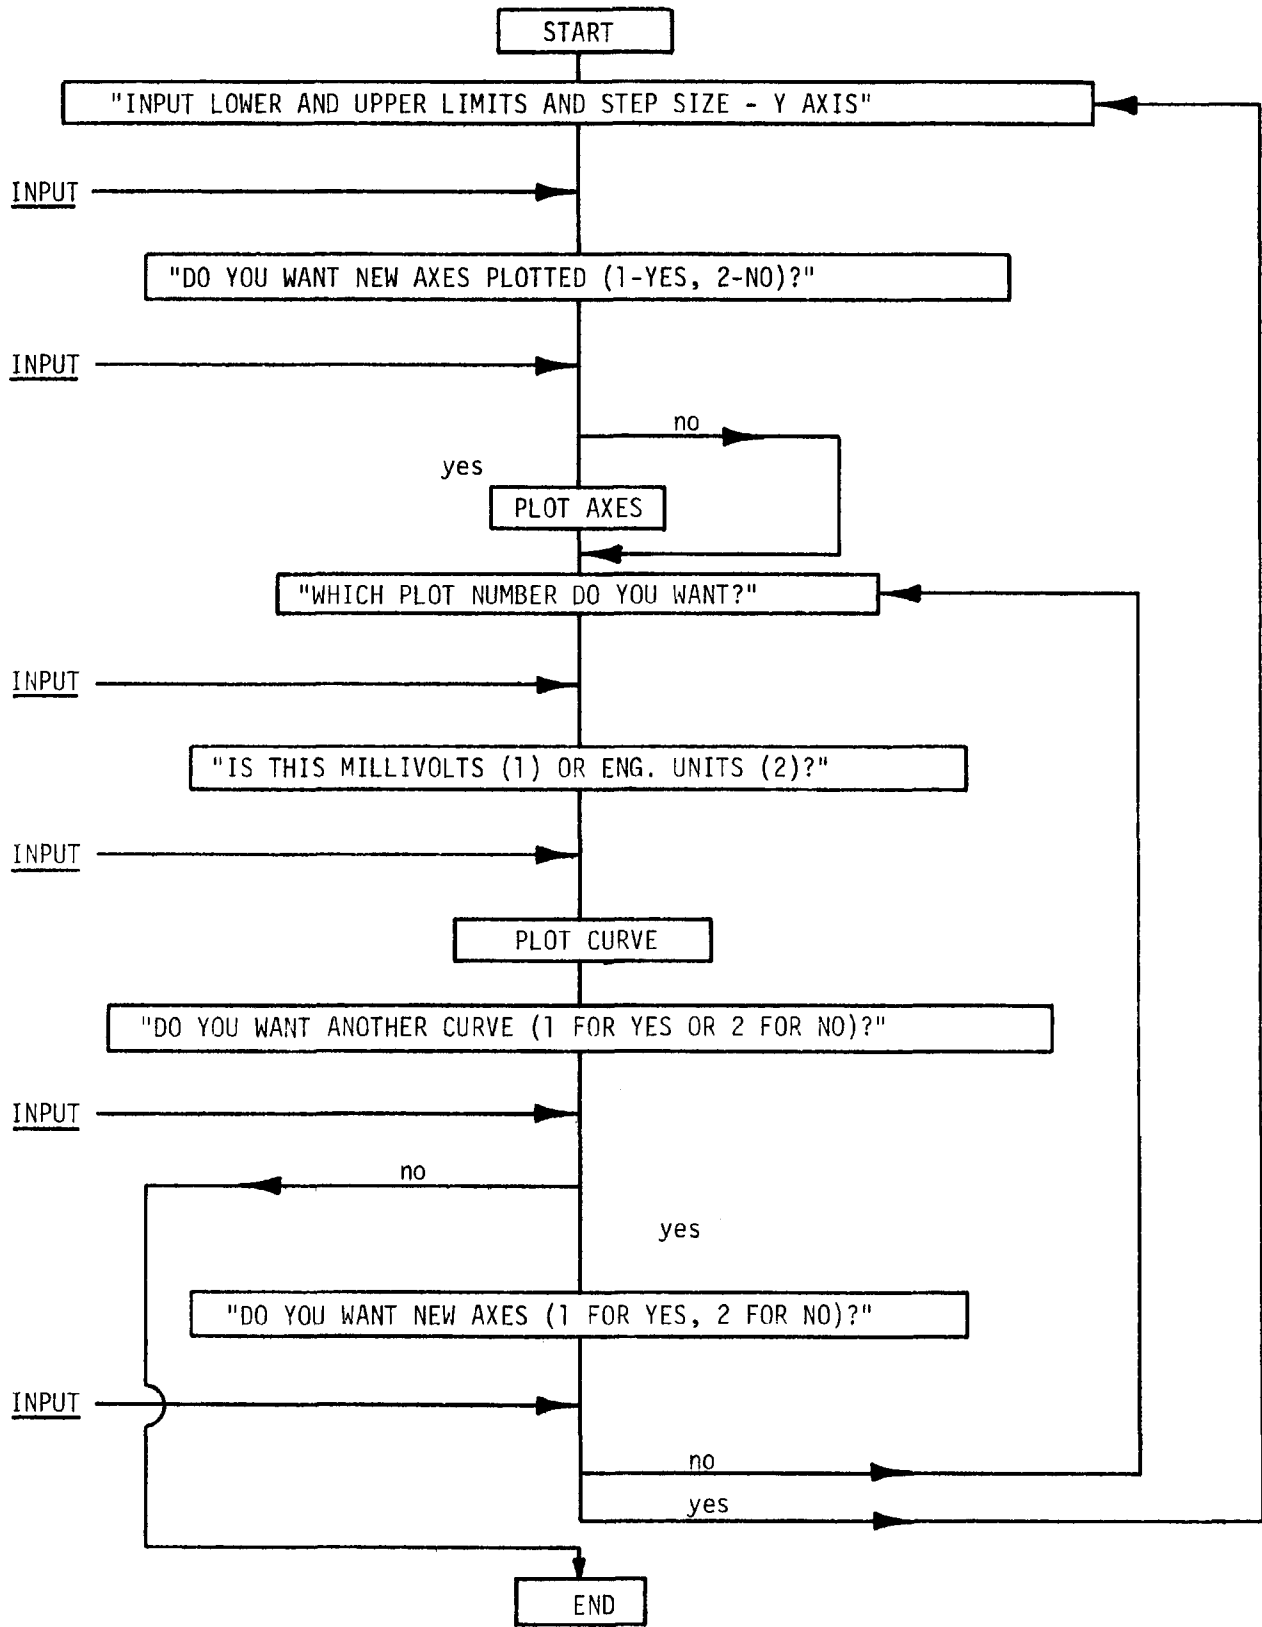 START
"INPUT LOWER AND UPPER LIMITS AND STEP SIZE - Y AXIS"
INPUT
"DO YOU WANT NEW AXES PLOTTED (1-YES, 2-NO)?"
INPUT
no
yes
PLOT AXES
"WHICH PLOT NUMBER DO YOU WANT?"
INPUT
"IS THIS MILLIVOLTS (1) OR ENG. UNITS (2)?"
INPUT
PLOT CURVE
"DO YOU WANT ANOTHER CURVE (1 FOR YES OR 2 FOR NO)?"
INPUT
no
yes
"DO YOU WANT NEW AXES (1 FOR YES, 2 FOR NO)?"
INPUT
no
yes
END